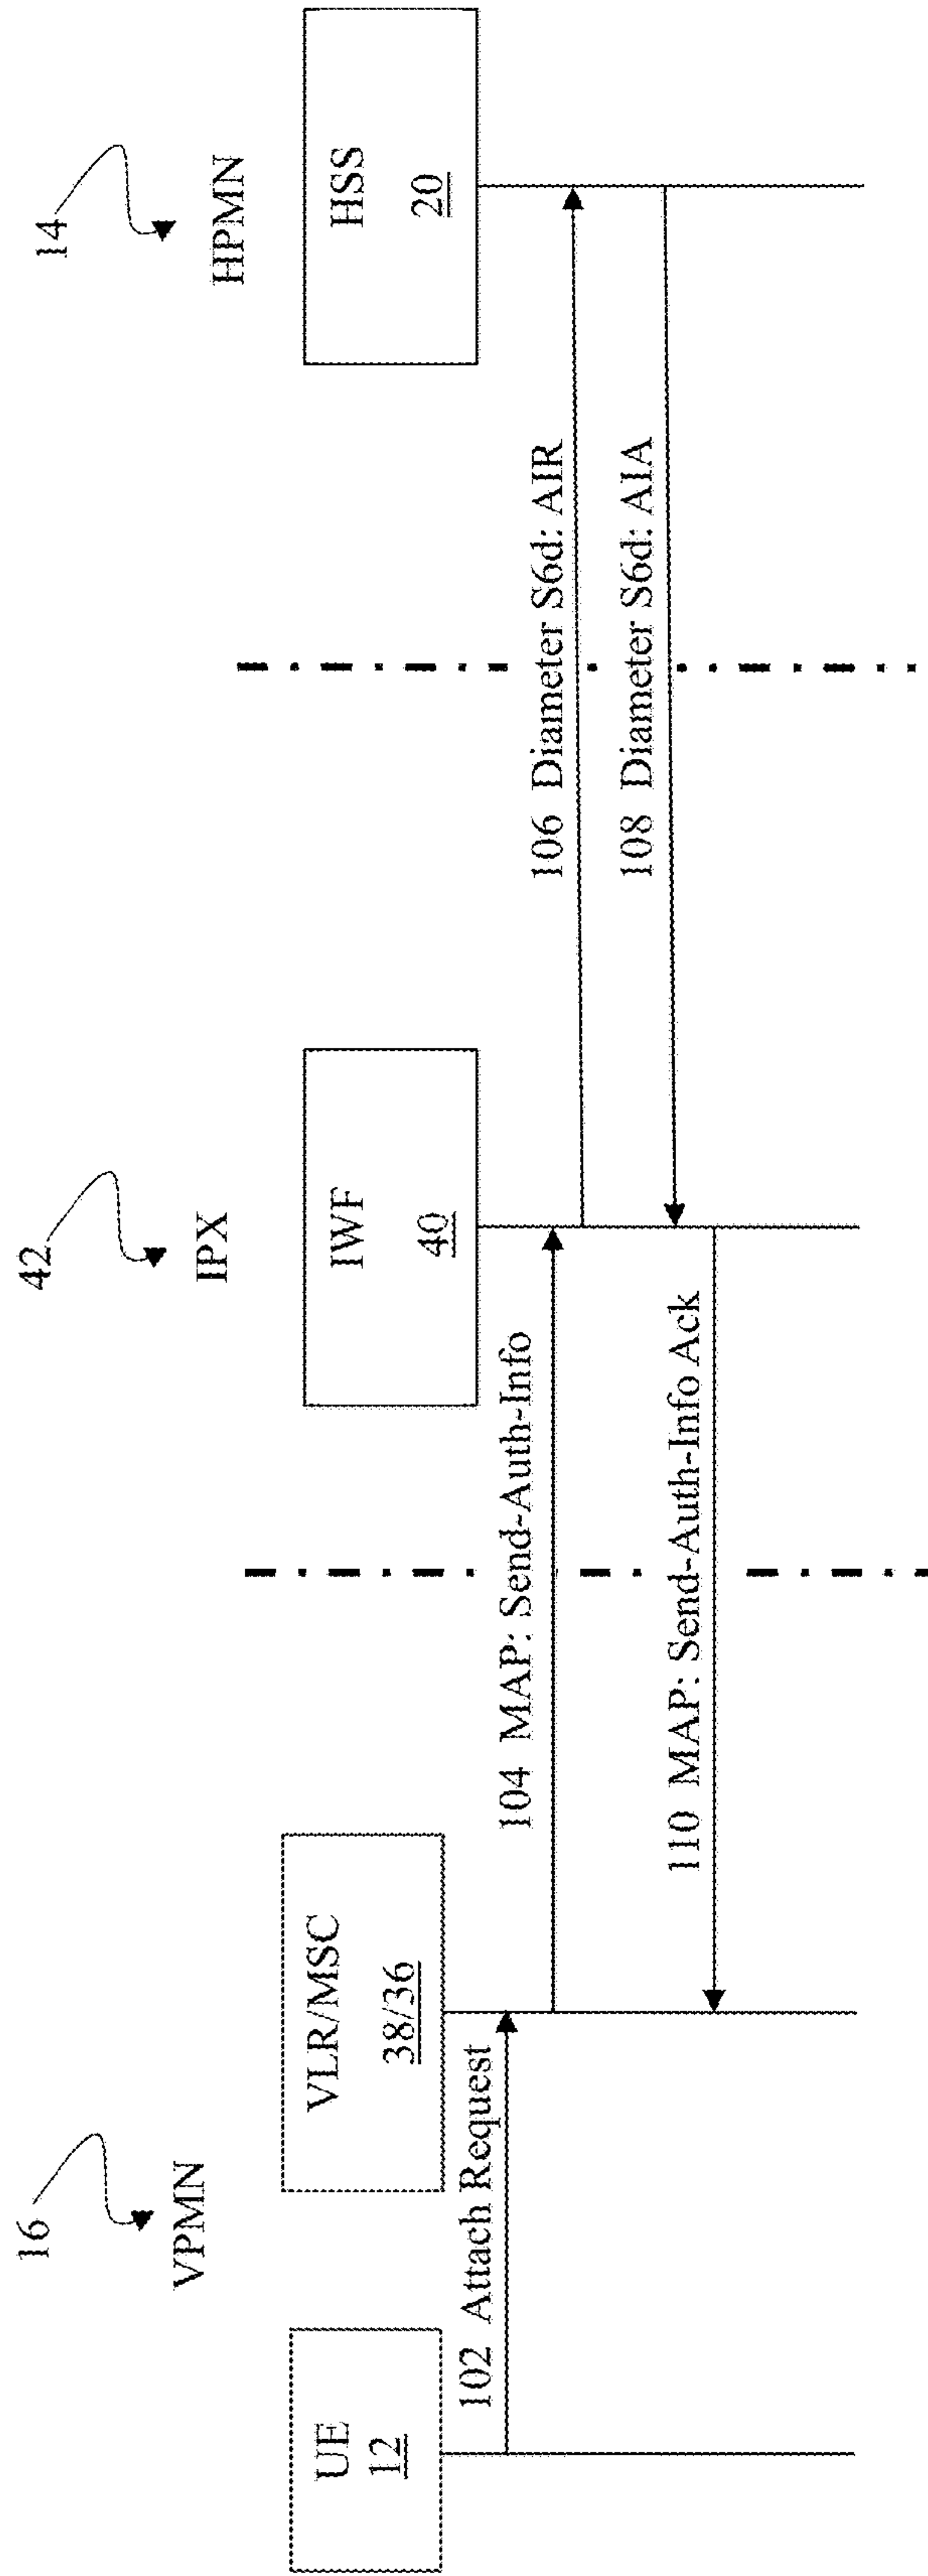 16
VPMN
42
IPX
14
HPMN
UE
12
VLR/MSC
38/36
IWF
40
HSS
20
102 Attach Request
104 MAP: Send-Auth-Info
106 Diameter S6d: AIR
108 Diameter S6d: AIA
110 MAP: Send-Auth-Info Ack